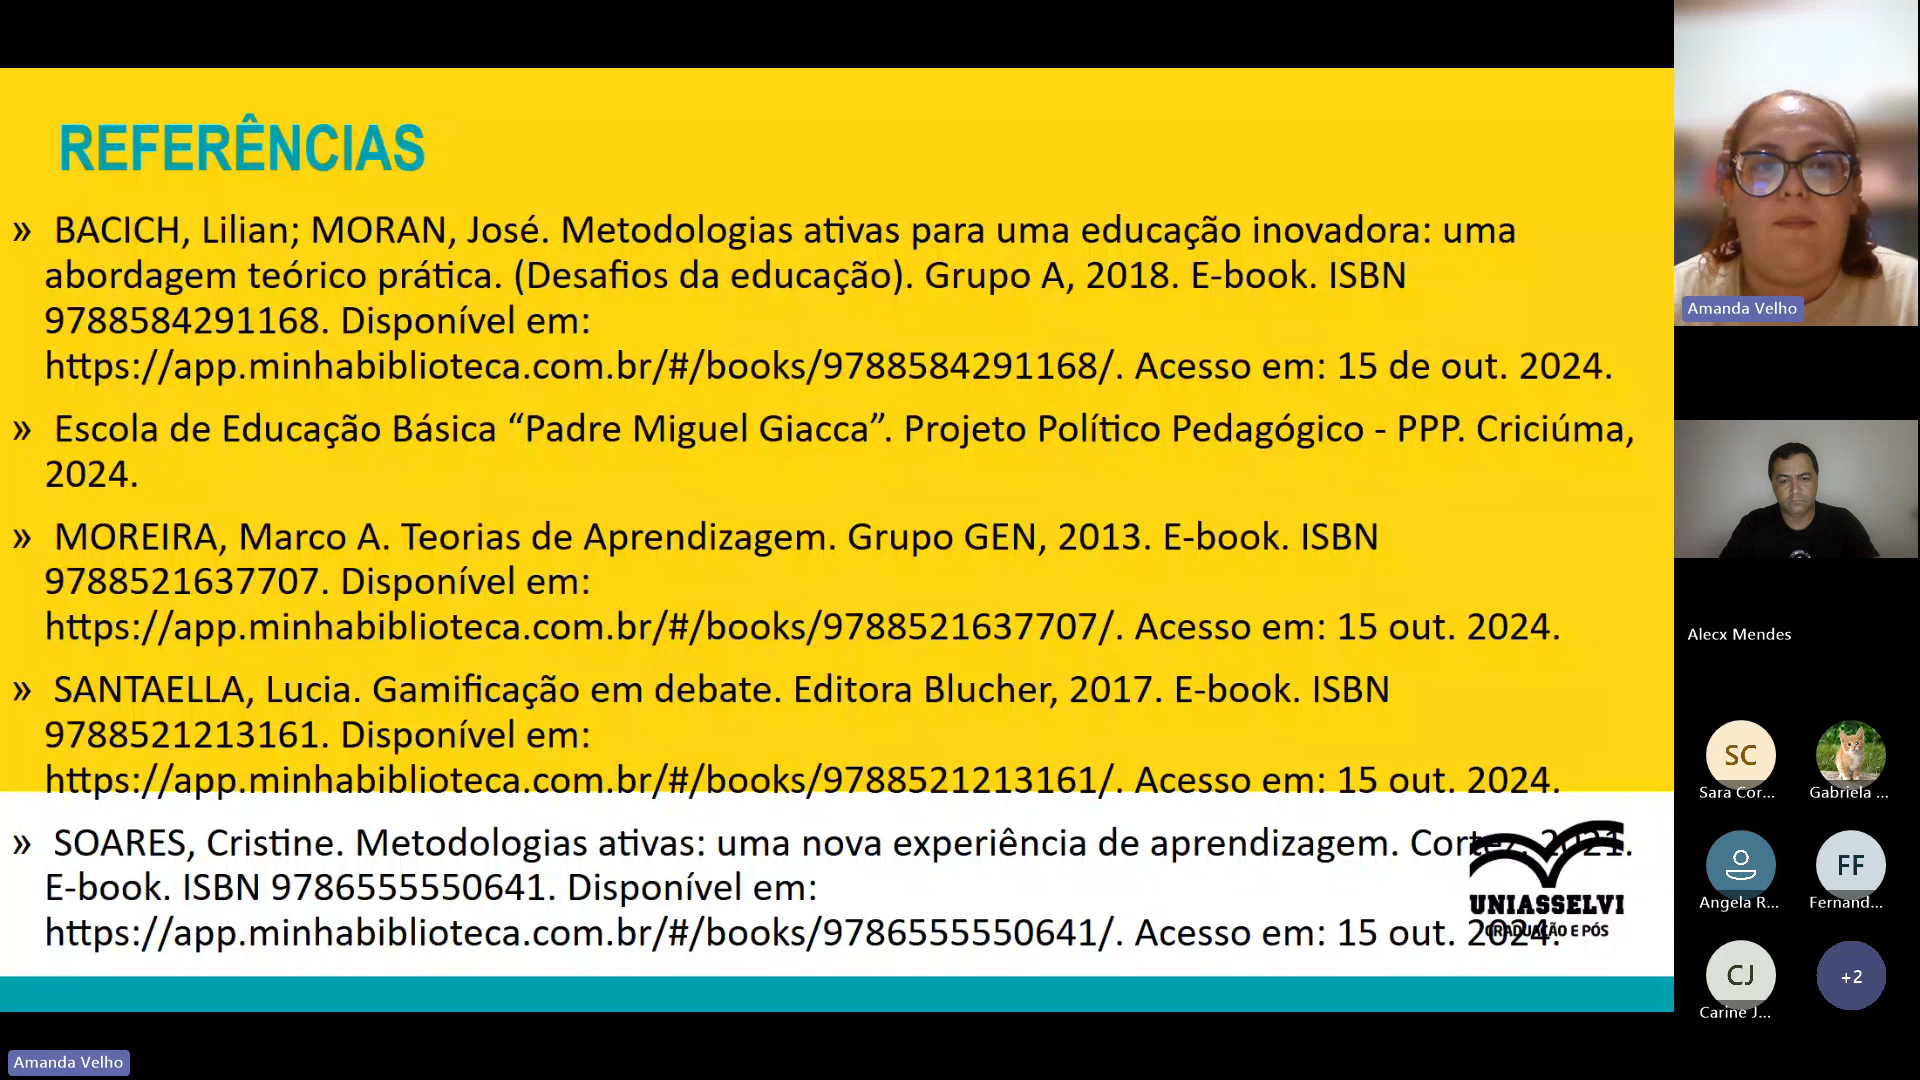 REFERÊNCIAS
» BACICH, Lilian; MORAN, José. Metodologias ativas para uma educação inovadora: uma
abordagem teórico prática. (Desafios da educação). Grupo A, 2018. E-book. ISBN
9788584291168. Disponível em:
https://app.minhabiblioteca.com.br/#/books/9788584291168/. Acesso em: 15 de out. 2024.
» Escola de Educação Básica “Padre Miguel Giacca”. Projeto Político Pedagógico - PPP. Criciúma,
2024.
» MOREIRA, Marco A. Teorias de Aprendizagem. Grupo GEN, 2013. E-book. ISBN
9788521637707. Disponível em:
https://app.minhabiblioteca.com.br/#/books/9788521637707/. Acesso em: 15 out. 2024.
» SANTAELLA, Lucia. Gamificação em debate. Editora Blucher, 2017. E-book. ISBN
9788521213161. Disponível em:
https://app.minhabiblioteca.com.br/#/books/9788521213161/. Acesso em: 15 out. 2024.
» SOARES, Cristine. Metodologias ativas: uma nova experiência de aprendizagem. Cortez. 2021.
E-book. ISBN 9786555550641. Disponível em:
https://app.minhabiblioteca.com.br/#/books/9786555550641/. Acesso em: 15 out. 2024.
UNIASSELVI
GRADUAÇÃO E PÓS
Amanda Velho
Alecx Mendes
SC
Sara Cor...
Gabriela ...
Angela R...
FF
Fernand...
CJ
Carine J...
+2
Amanda Velho